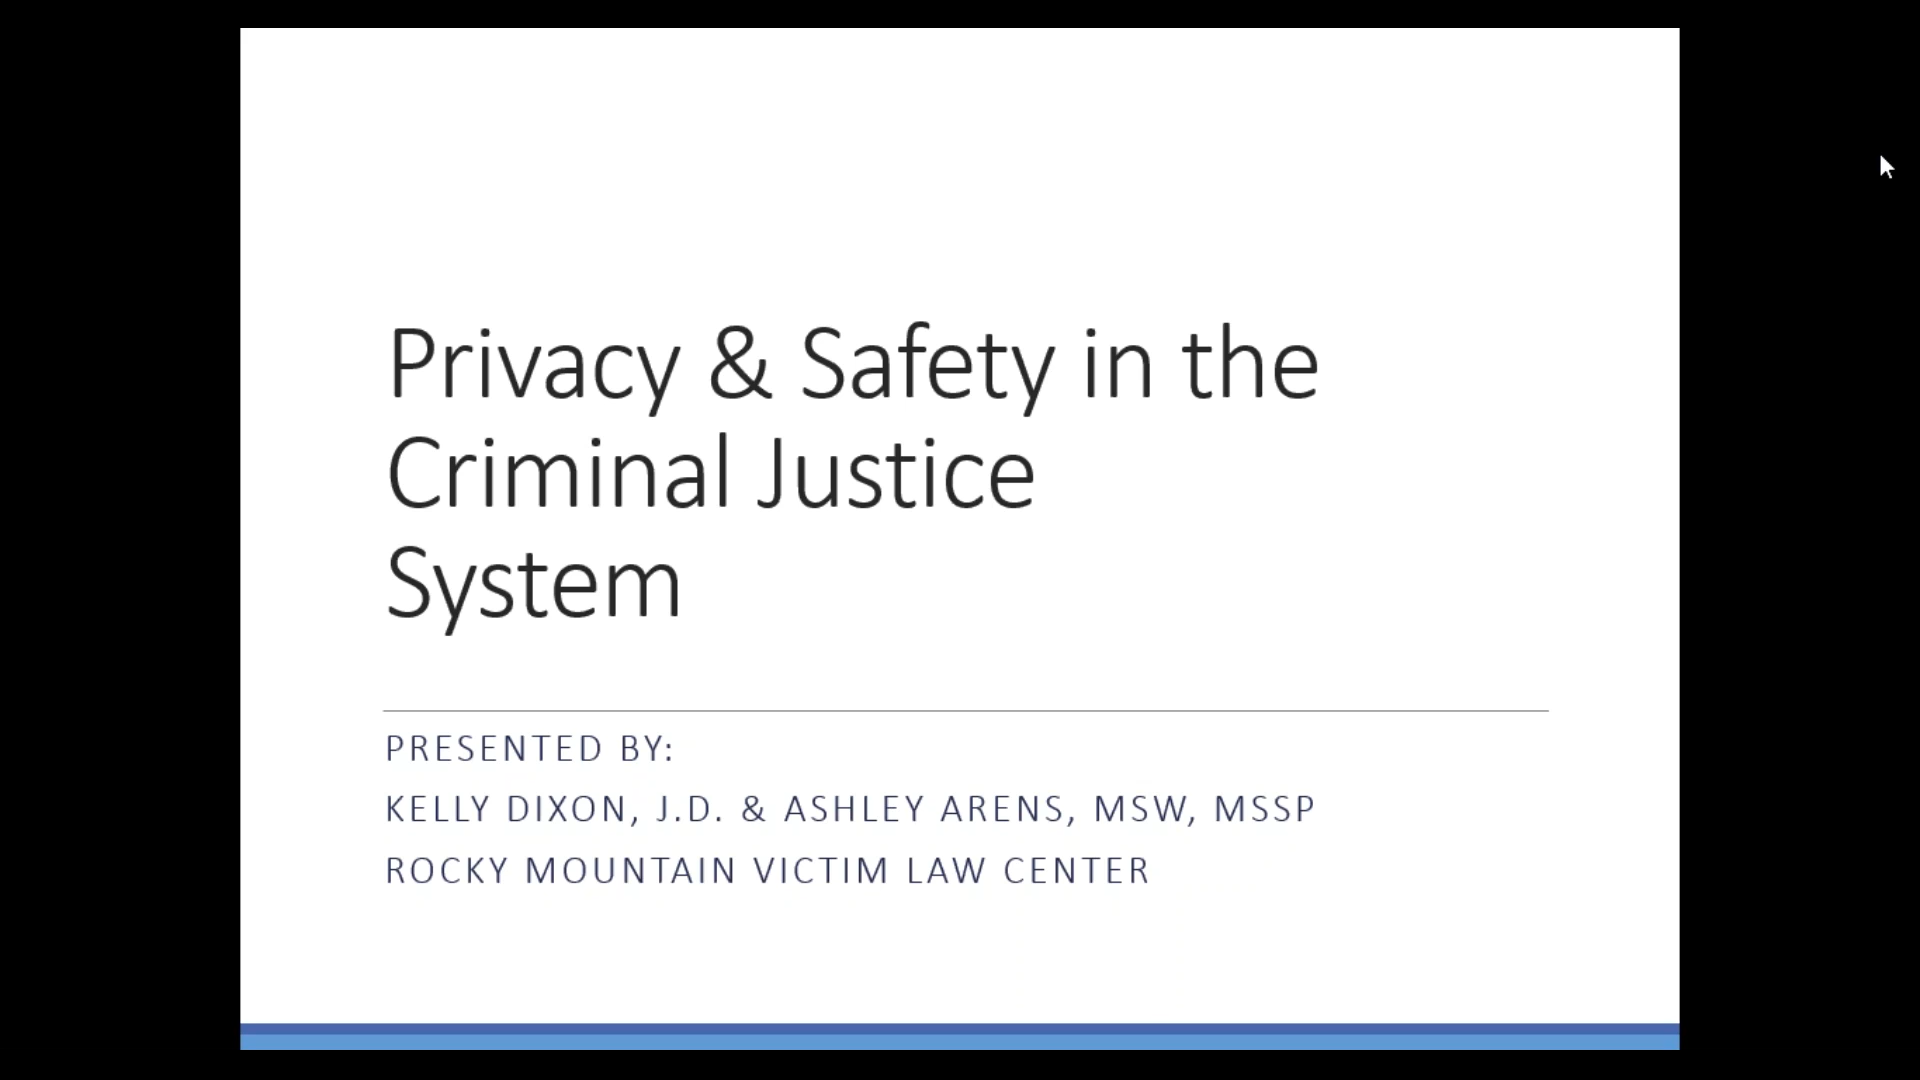 Privacy & Safety in the
Criminal Justice
System
PRESENTED BY:
KELLY DIXON, J.D. & ASHLEY ARENS, MSW, MSSP
ROCKY MOUNTAIN VICTIM LAW CENTER